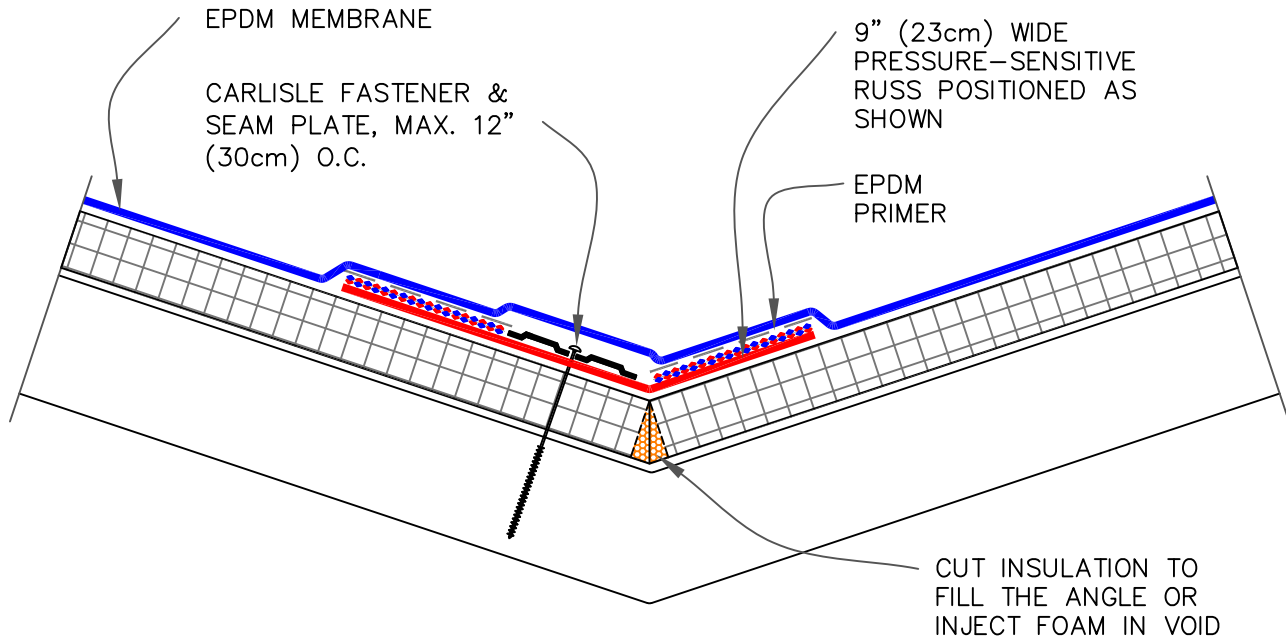 EPDM MEMBRANE
CARLISLE FASTENER &
SEAM PLATE, MAX. 12”
(30cm) O.C.
9” (23cm) WIDE
PRESSURE–SENSITIVE
RUSS POSITIONED AS
SHOWN
EPDM
PRIMER
CUT INSULATION TO
FILL THE ANGLE OR
INJECT FOAM IN VOID